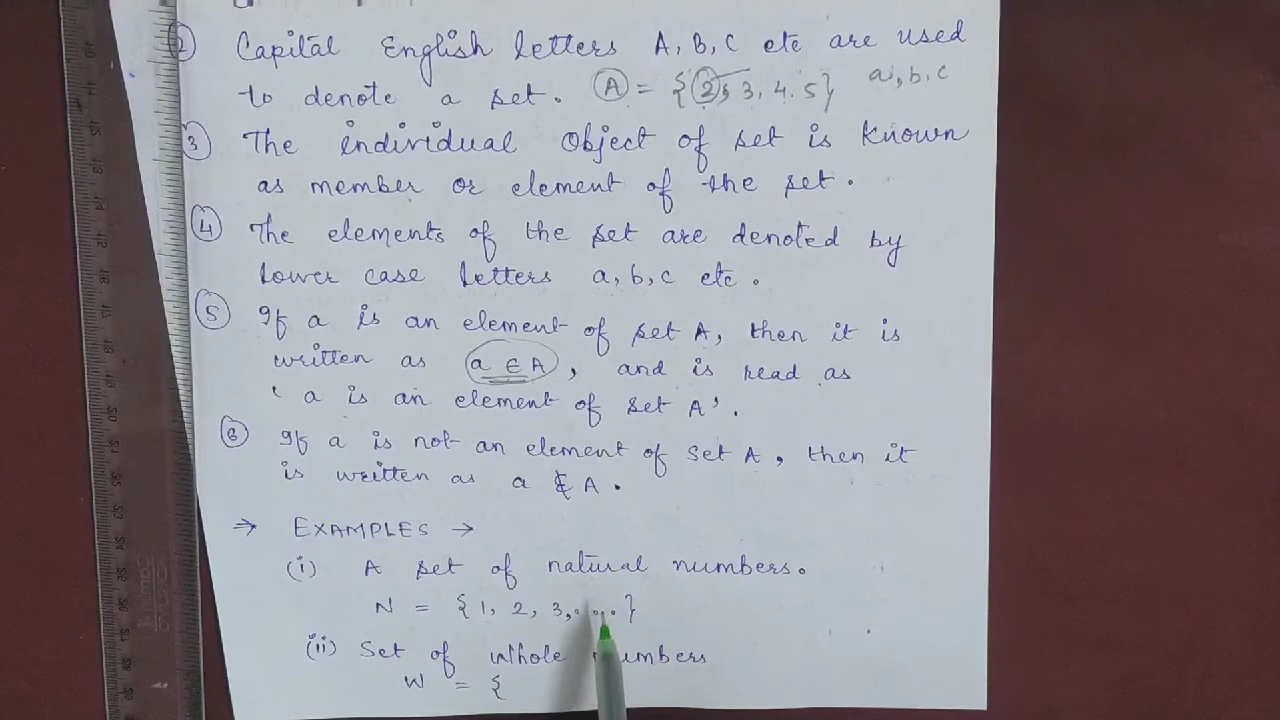 ② Capital English letters A, B, C etc are used
to denote a set. A = {2, 3, 4. 5} a, b, c
3 The individual Object of set is known
as member or element of the set.
④ The elements of the set are denoted by
lower case letters a, b, c etc.
⑤ If a is an element of set A, then it is
written as a ∈ A, and is read as
'a is an element of set A'.
⑥ If a is not an element of set A, then it
is written as a ∉ A.
⇒ EXAMPLES →
(i) A set of natural numbers.
N = {1, 2, 3, ....}
(ii) Set of whole numbers
W = {